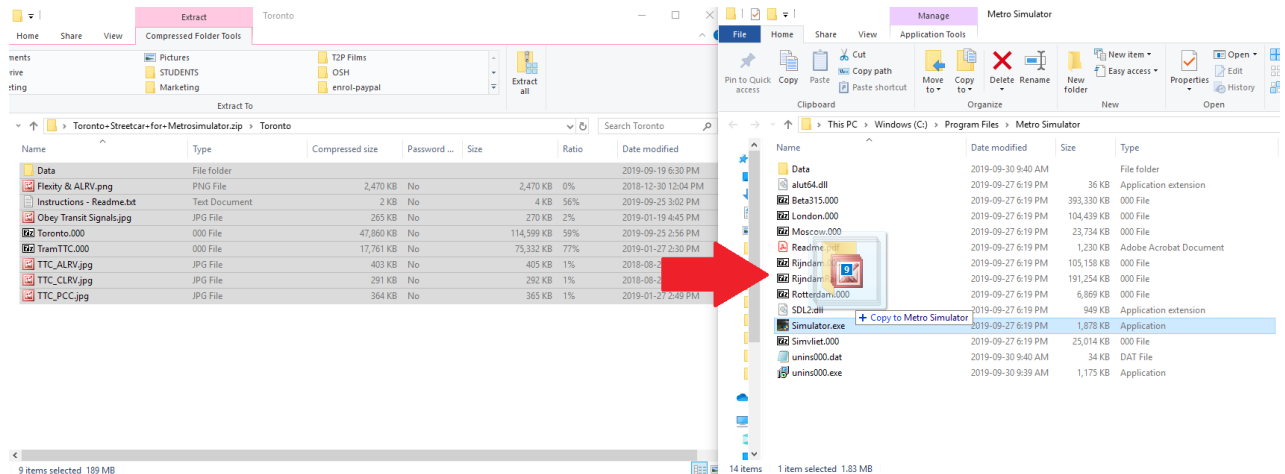 Extract
Toronto
Home Share View Compressed Folder Tools
ments
Pictures
T2P Films
rive
STUDENTS
OSH
eting
Marketing
enrol-paypal
Extract all
Extract To
Toronto+Streetcar+for+Metrosimulator.zip > Toronto
Search Toronto
Name Type Compressed size Password ... Size Ratio Date modified
Data File folder 2019-09-19 6:30 PM
Flexity & ALRV.png PNG File 2,470 KB No 2,470 KB 0% 2018-12-30 12:04 PM
Instructions - Readme.txt Text Document 2 KB No 4 KB 56% 2019-09-25 3:02 PM
Obey Transit Signals.jpg JPG File 265 KB No 270 KB 2% 2019-01-19 4:45 PM
Toronto.000 000 File 47,860 KB No 114,599 KB 59% 2019-09-25 2:56 PM
TramTTC.000 000 File 17,761 KB No 75,332 KB 77% 2019-01-27 2:30 PM
TTC_ALRV.jpg JPG File 403 KB No 405 KB 1% 2018-08-2
TTC_CLRV.jpg JPG File 291 KB No 292 KB 1% 2018-08-2
TTC_PCC.jpg JPG File 364 KB No 365 KB 1% 2019-01-27 2:49 PM
9 items selected 189 MB
Manage
Metro Simulator
File Home Share View Application Tools
Pin to Quick access
Copy
Paste
Cut
Copy path
Paste shortcut
Clipboard
Move to
Copy to
Delete
Rename
Organize
New folder
New item
Easy access
New
Properties
Open
Edit
History
Open
This PC > Windows (C:) > Program Files > Metro Simulator
Name Date modified Size Type
Data 2019-09-30 9:40 AM File folder
alut64.dll 2019-09-27 6:19 PM 36 KB Application extension
Beta315.000 2019-09-27 6:19 PM 393,330 KB 000 File
London.000 2019-09-27 6:19 PM 104,439 KB 000 File
Moscow.000 2019-09-27 6:19 PM 23,734 KB 000 File
Readme.pdf 2019-09-27 6:19 PM 1,230 KB Adobe Acrobat Document
Rijndam 2019-09-27 6:19 PM 105,158 KB 000 File
Rijndam 2019-09-27 6:19 PM 191,254 KB 000 File
Rotterdam.000 2019-09-27 6:19 PM 6,869 KB 000 File
SDL2.dll 2019-09-27 6:19 PM 949 KB Application extension
Simulator.exe 2019-09-27 6:19 PM 1,878 KB Application
Simvliet.000 2019-09-27 6:19 PM 25,014 KB 000 File
unins000.dat 2019-09-30 9:40 AM 34 KB DAT File
unins000.exe 2019-09-30 9:39 AM 1,175 KB Application
9
+ Copy to Metro Simulator
14 items 1 item selected 1.83 MB